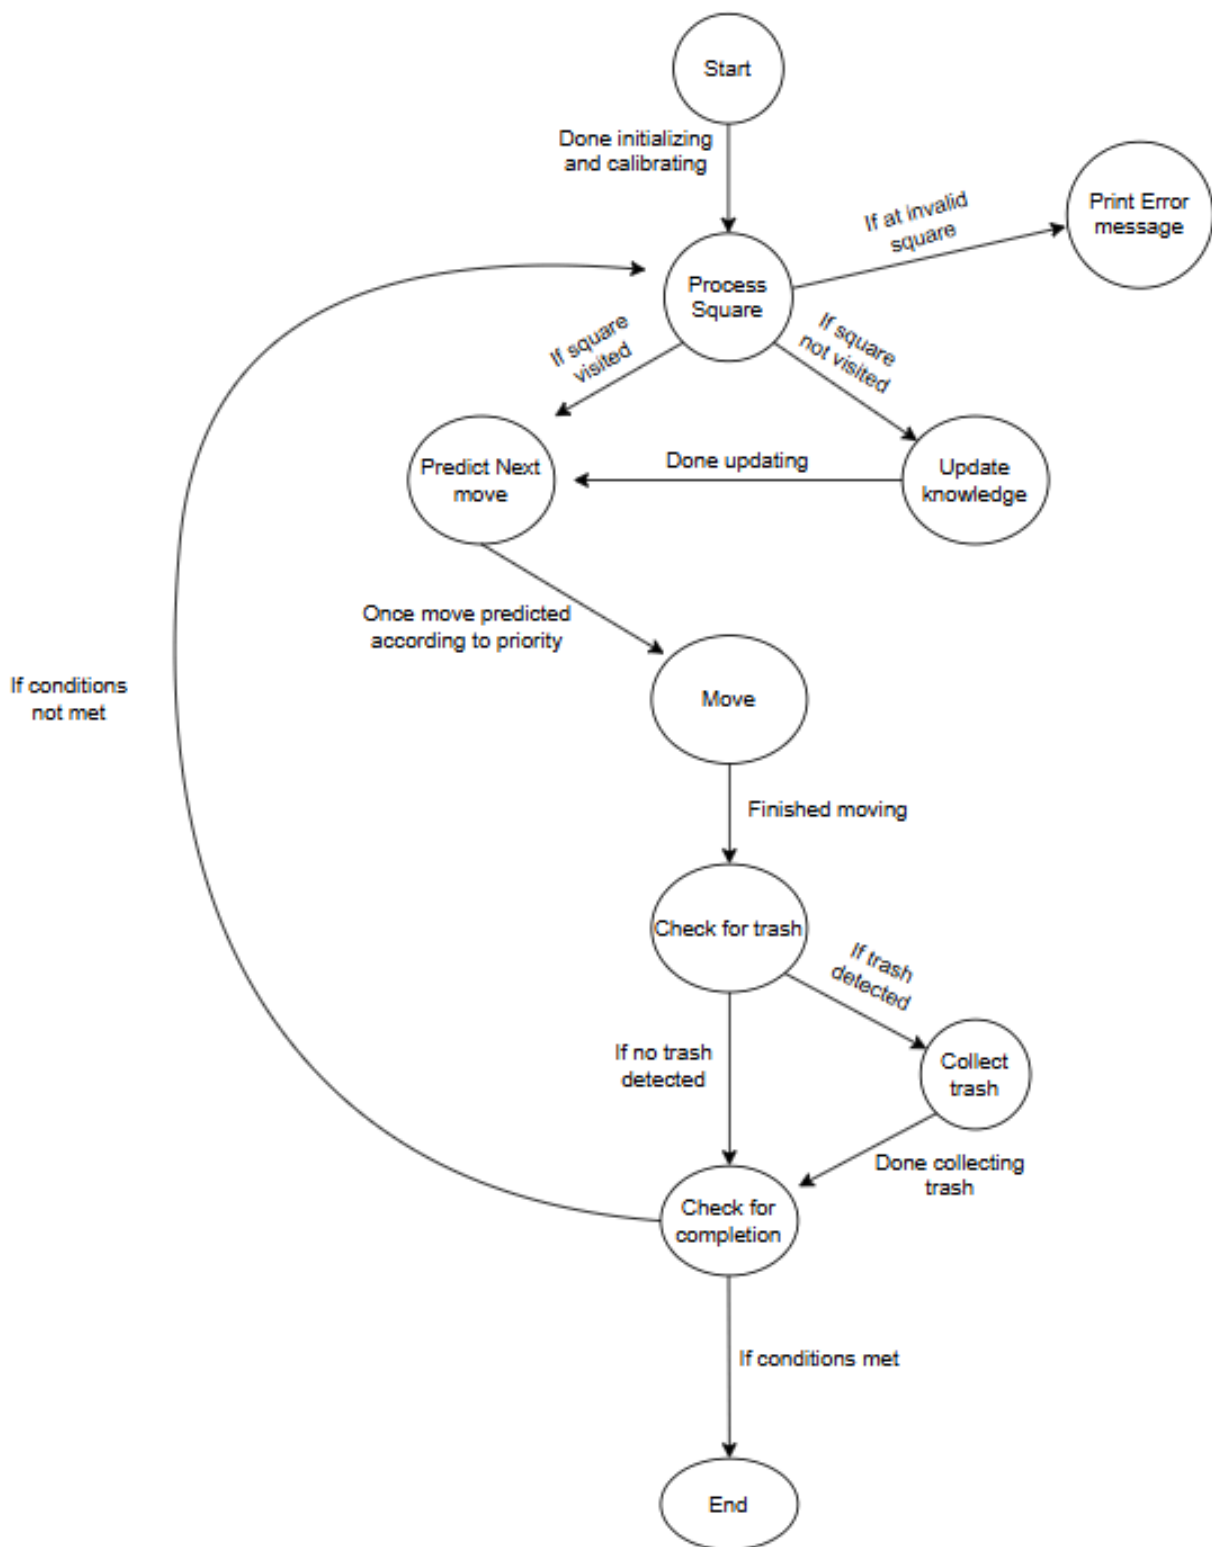 Start
Done initializing
and calibrating
If at invalid
square
Print Error
message
Process
Square
If square
visited
If square
not visited
Predict Next
move
Done updating
Update
knowledge
Once move predicted
according to priority
If conditions
not met
Move
Finished moving
Check for trash
If trash
detected
If no trash
detected
Collect
trash
Done collecting
trash
Check for
completion
If conditions met
End